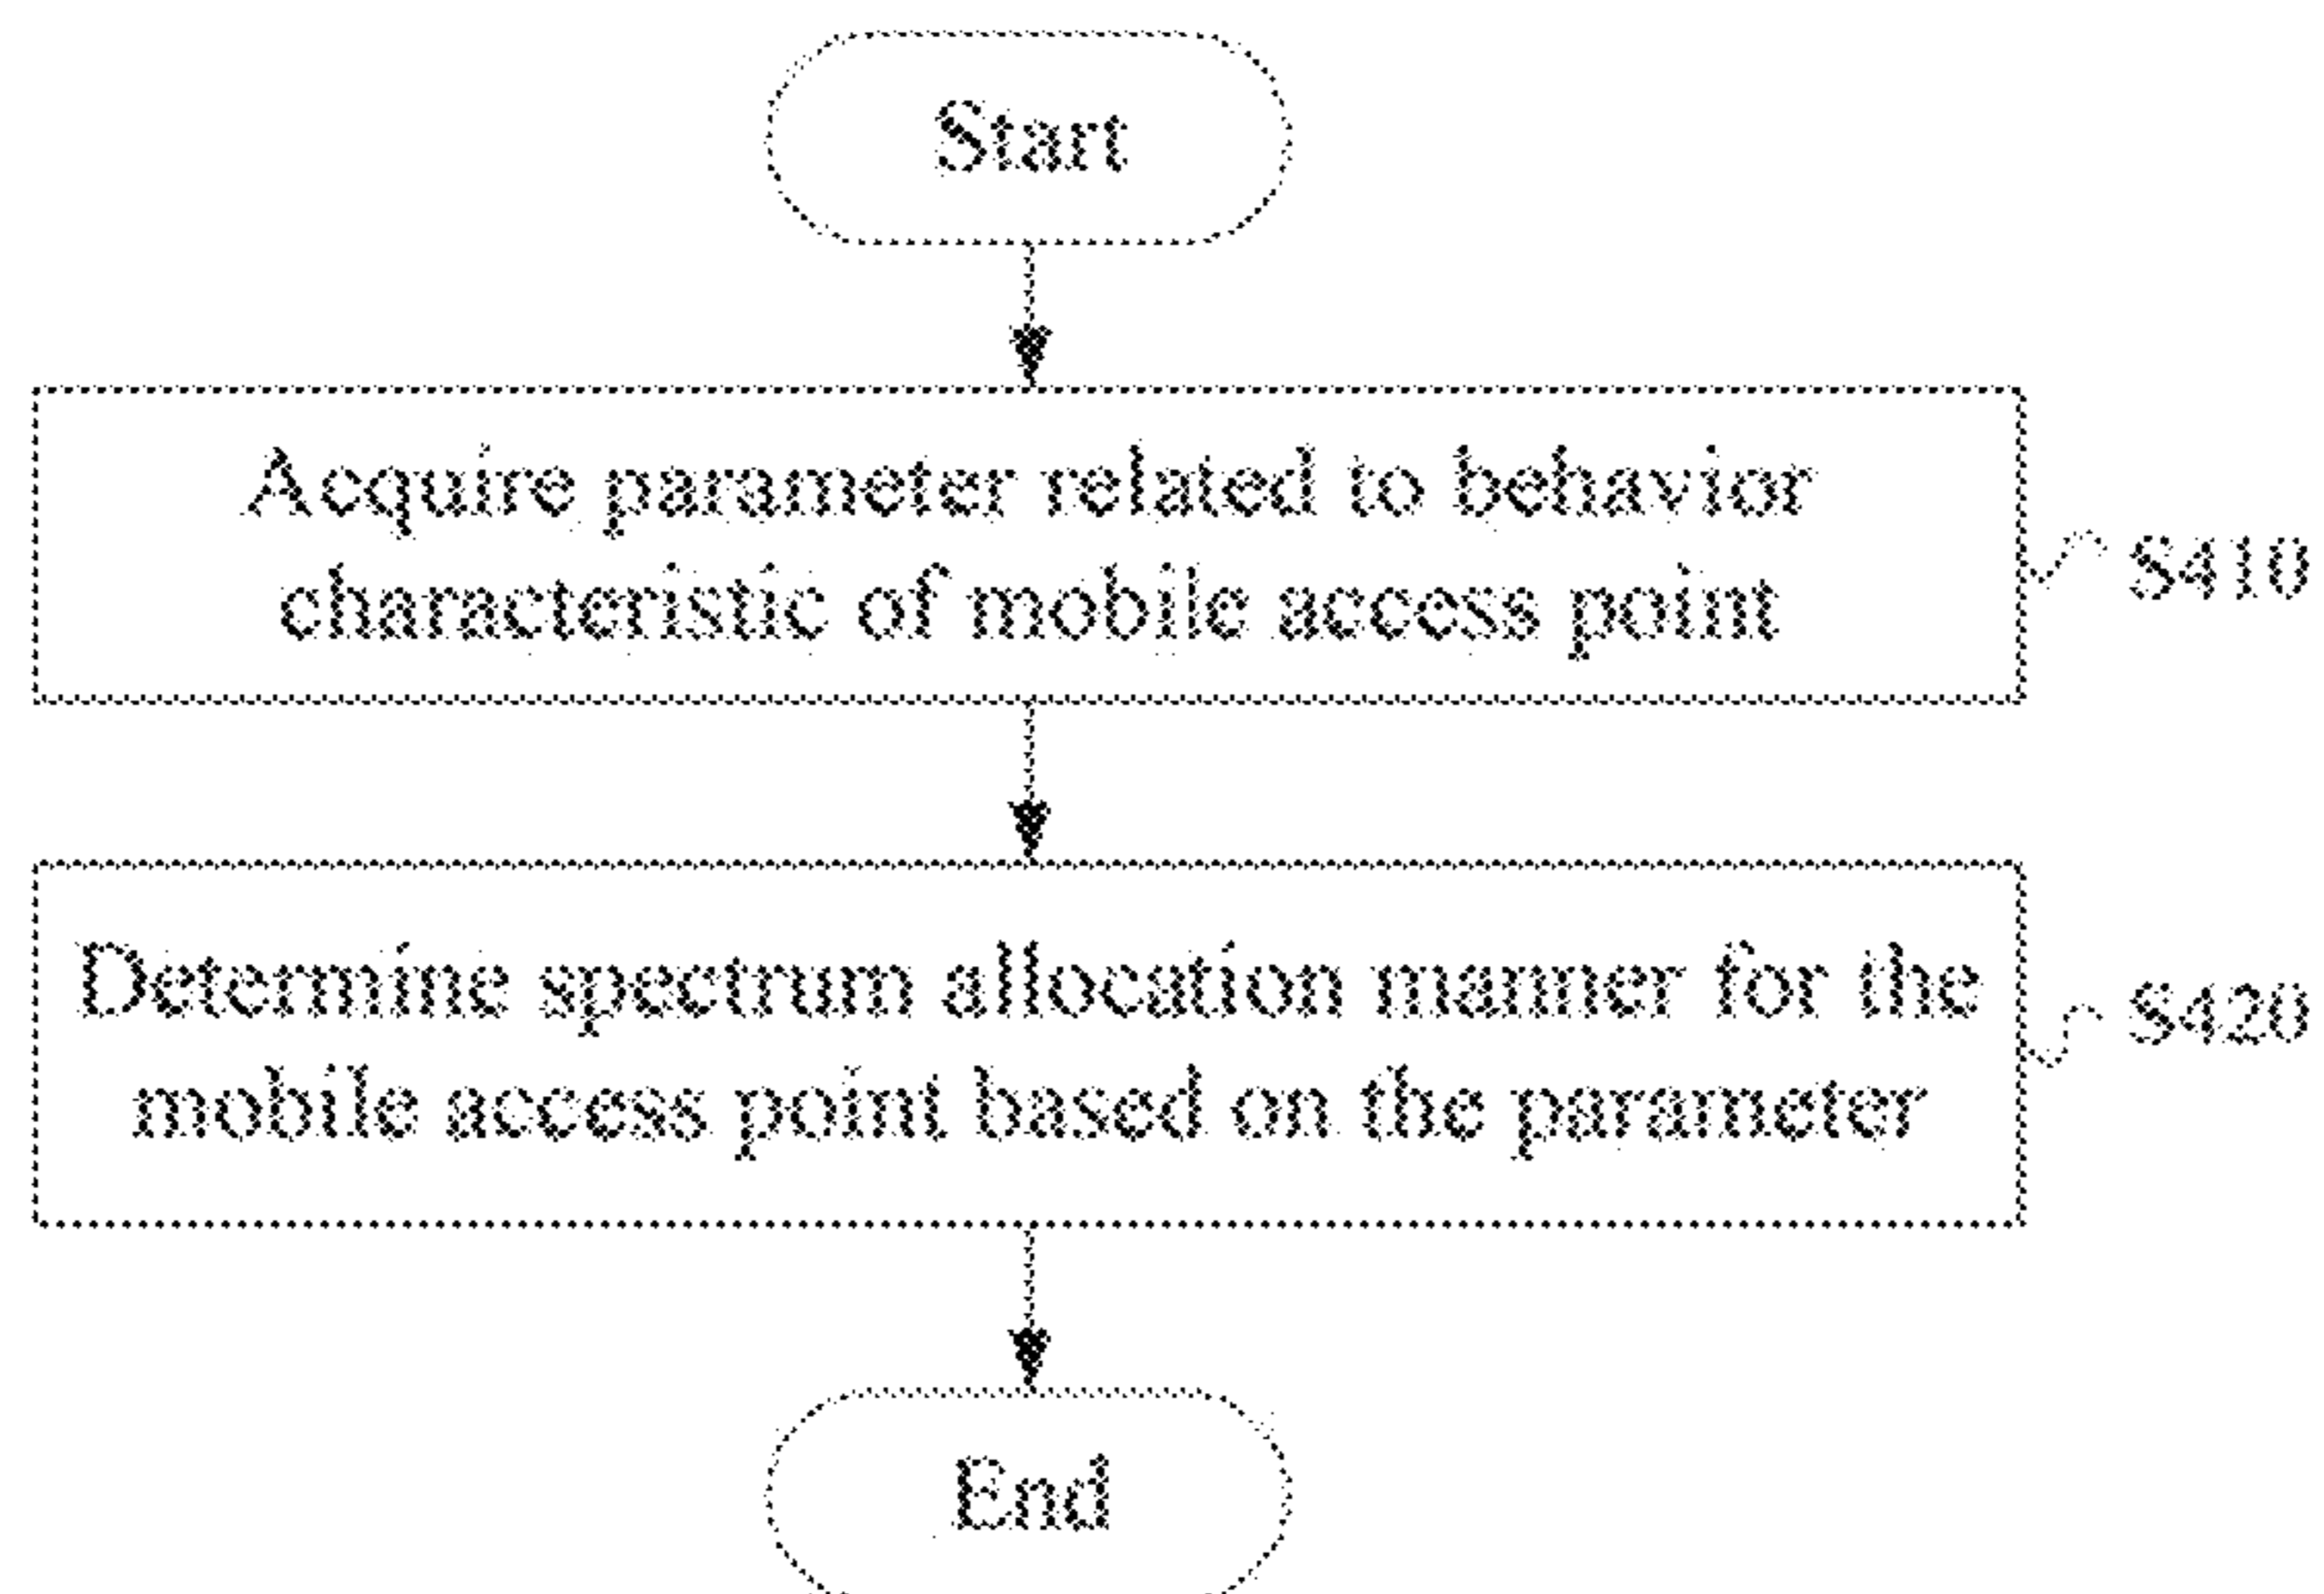 Start
Acquire parameter related to behavior
characteristic of mobile access point
S410
Determine spectrum allocation manner for the
mobile access point based on the parameter
S420
End